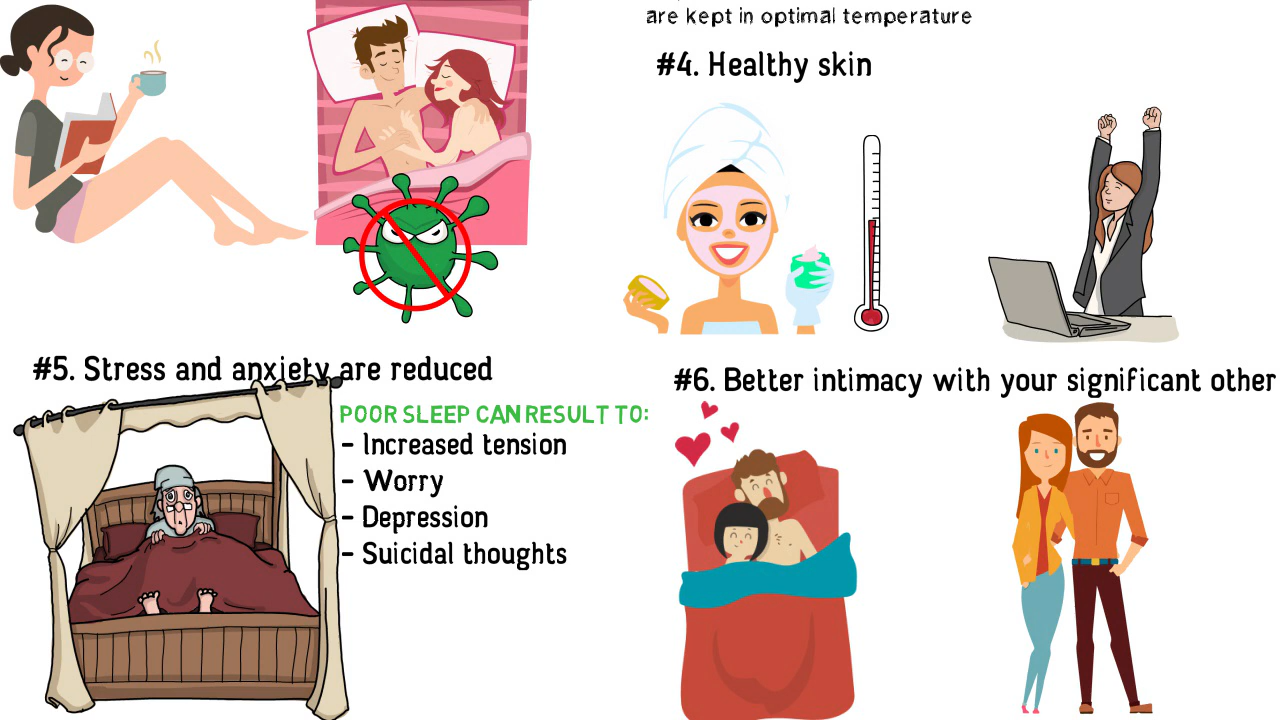 are kept in optimal temperature
#4. Healthy skin
#5. Stress and anxiety are reduced
POOR SLEEP CAN RESULT TO:
- Increased tension
- Worry
- Depression
- Suicidal thoughts
#6. Better intimacy with your significant other